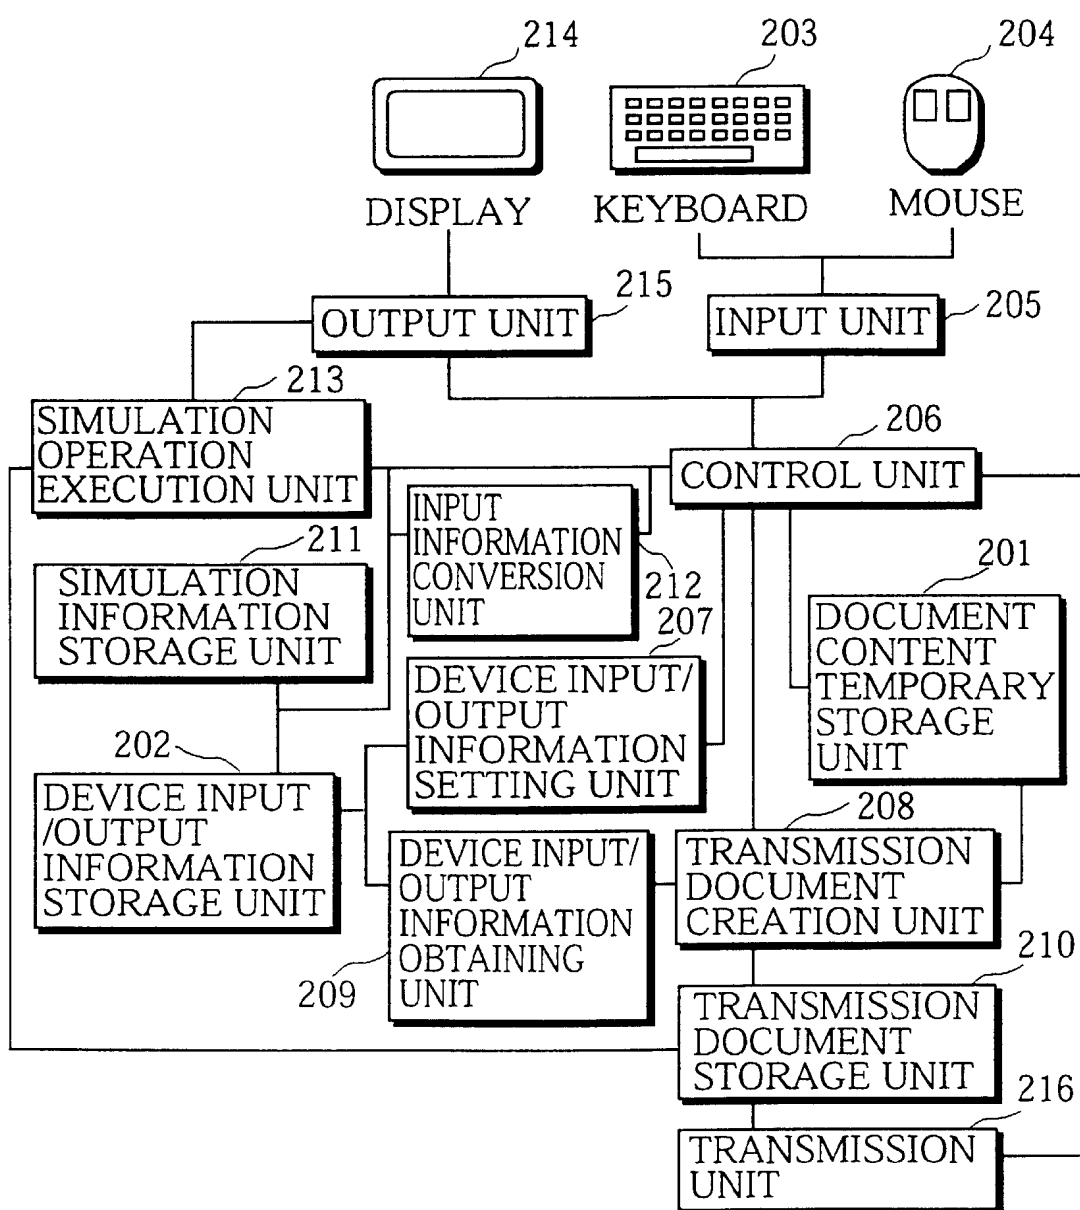 214
203
204
DISPLAY
KEYBOARD
MOUSE
215
OUTPUT UNIT
INPUT UNIT
205
213
SIMULATION
OPERATION
EXECUTION UNIT
206
CONTROL UNIT
INPUT
INFORMATION
CONVERSION
UNIT
212
211
SIMULATION
INFORMATION
STORAGE UNIT
201
DOCUMENT
CONTENT
TEMPORARY
STORAGE
UNIT
207
DEVICE INPUT/
OUTPUT
INFORMATION
SETTING UNIT
202
DEVICE INPUT
/OUTPUT
INFORMATION
STORAGE UNIT
208
TRANSMISSION
DOCUMENT
CREATION UNIT
DEVICE INPUT/
OUTPUT
INFORMATION
OBTAINING
UNIT
209
210
TRANSMISSION
DOCUMENT
STORAGE UNIT
216
TRANSMISSION
UNIT